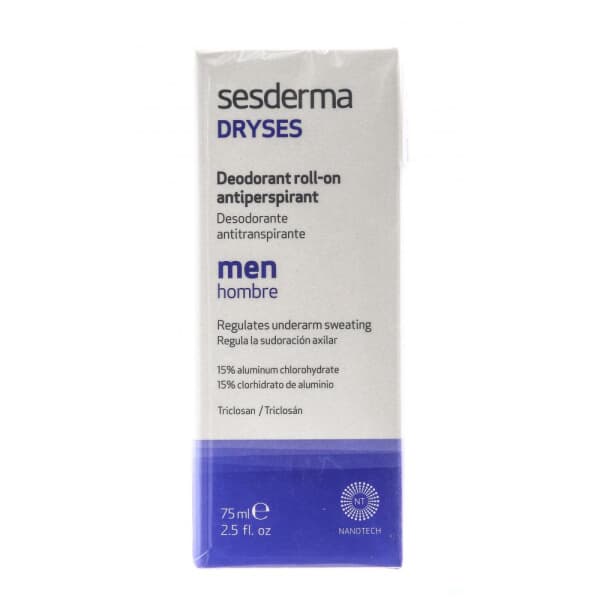 sesderma
DRYSES
Deodorant roll-on
antiperspirant
Desodorante
antitranspirante
men
hombre
Regulates underarm sweating
Regula la sudoración axilar
15% aluminum chlorohydrate
15% clorhidrato de aluminio
Triclosan / Triclosán
75 ml ℮
2.5 fl. oz
NT
NANOTECH